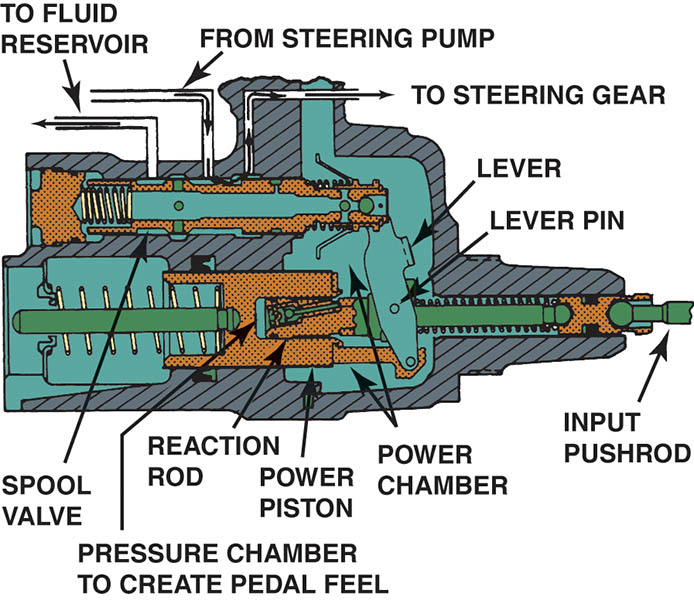 TO FLUID
RESERVOIR
FROM STEERING PUMP
TO STEERING GEAR
LEVER
LEVER PIN
INPUT
PUSHROD
POWER
CHAMBER
POWER
PISTON
REACTION
ROD
SPOOL
VALVE
PRESSURE CHAMBER
TO CREATE PEDAL FEEL